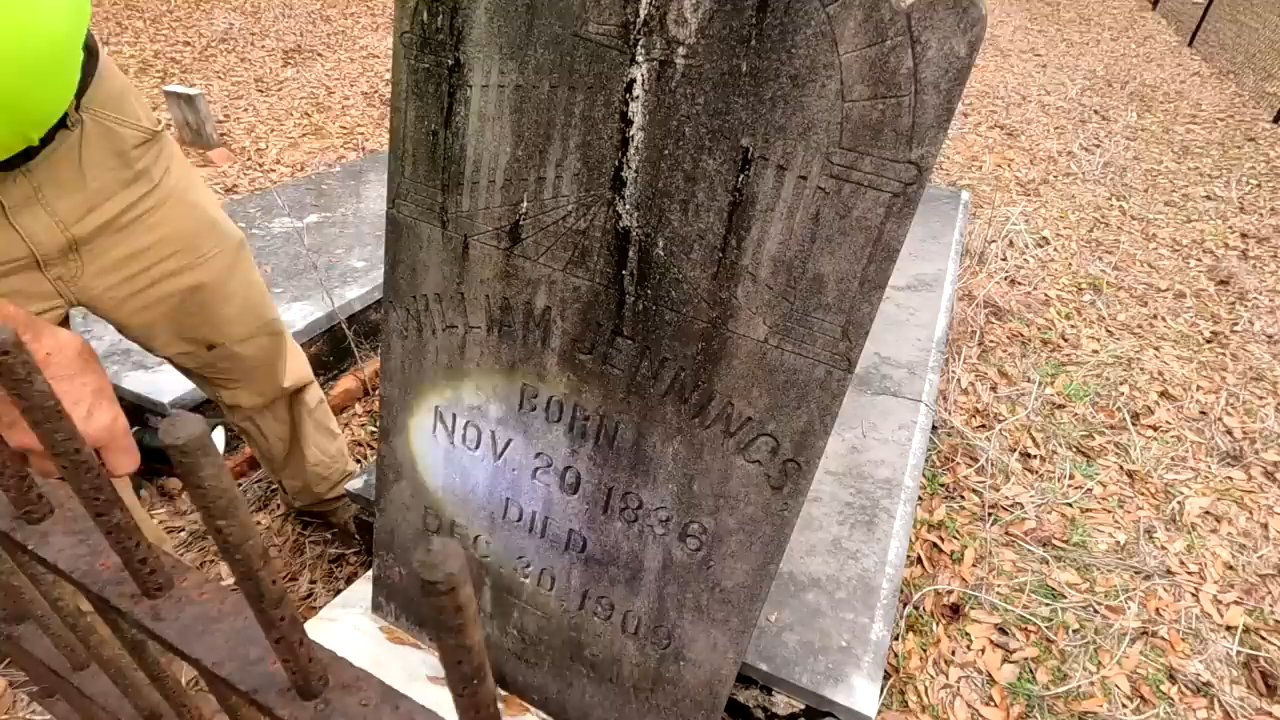 WILLIAM JENNINGS
BORN
NOV. 20, 1836,
DIED
DEC. 30, 1909